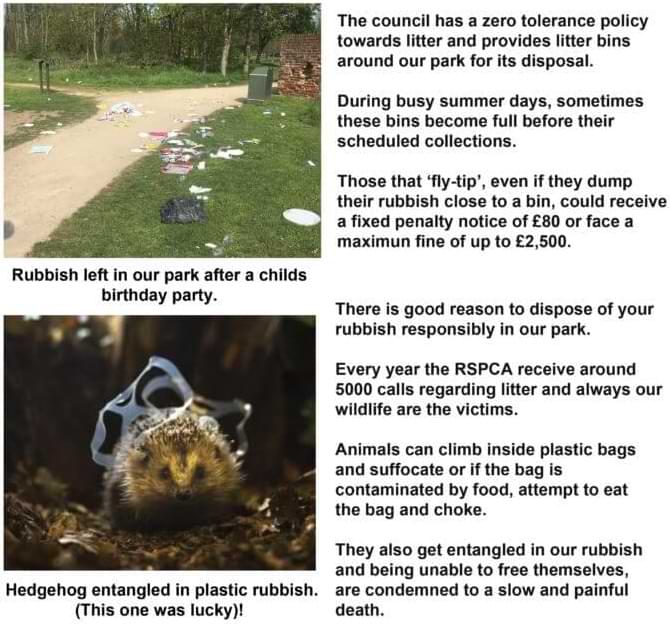 The council has a zero tolerance policy
towards litter and provides litter bins
around our park for its disposal.
During busy summer days, sometimes
these bins become full before their
scheduled collections.
Those that ‘fly-tip’, even if they dump
their rubbish close to a bin, could receive
a fixed penalty notice of £80 or face a
maximun fine of up to £2,500.
Rubbish left in our park after a childs
birthday party.
There is good reason to dispose of your
rubbish responsibly in our park.
Every year the RSPCA receive around
5000 calls regarding litter and always our
wildlife are the victims.
Animals can climb inside plastic bags
and suffocate or if the bag is
contaminated by food, attempt to eat
the bag and choke.
They also get entangled in our rubbish
and being unable to free themselves,
are condemned to a slow and painful
death.
Hedgehog entangled in plastic rubbish.
(This one was lucky)!